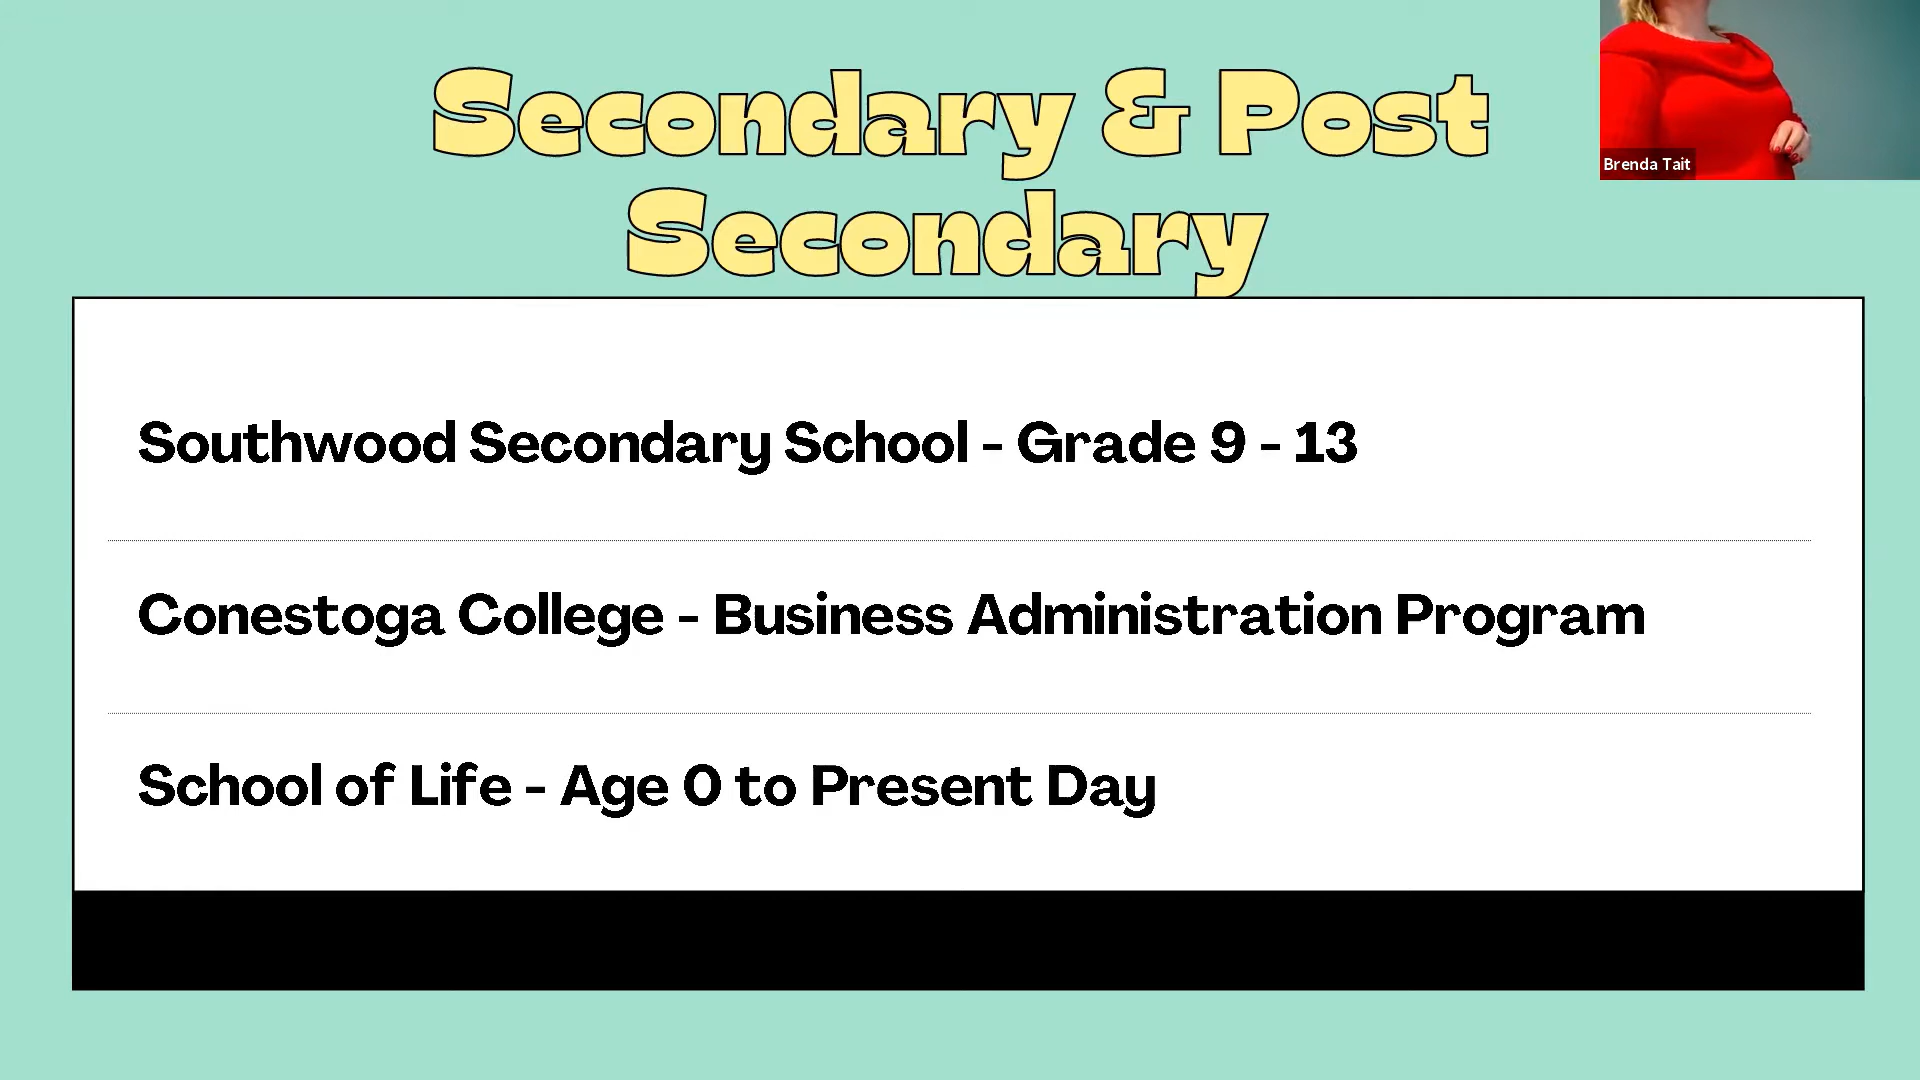 Secondary & Post
Secondary
Brenda Tait
Southwood Secondary School - Grade 9 - 13
Conestoga College - Business Administration Program
School of Life - Age 0 to Present Day